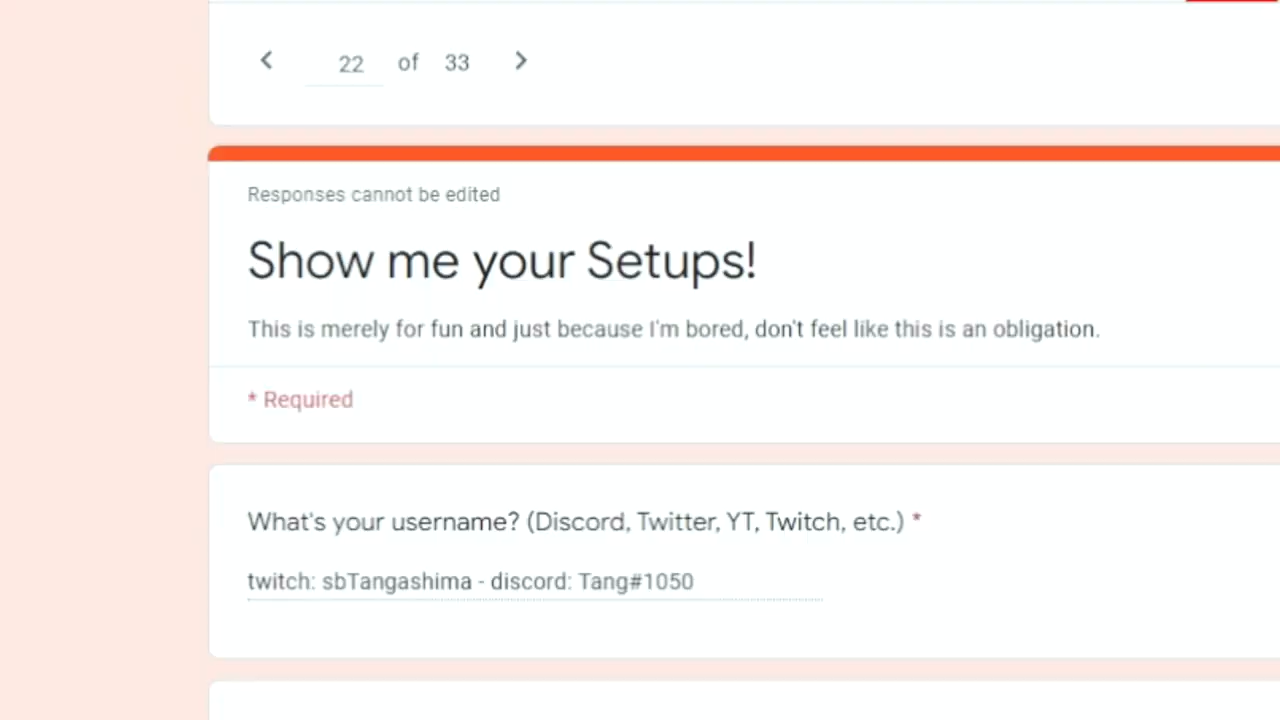 22 of 33
Responses cannot be edited
Show me your Setups!
This is merely for fun and just because I'm bored, don't feel like this is an obligation.
* Required
What's your username? (Discord, Twitter, YT, Twitch, etc.) *
twitch: sbTangashima - discord: Tang#1050